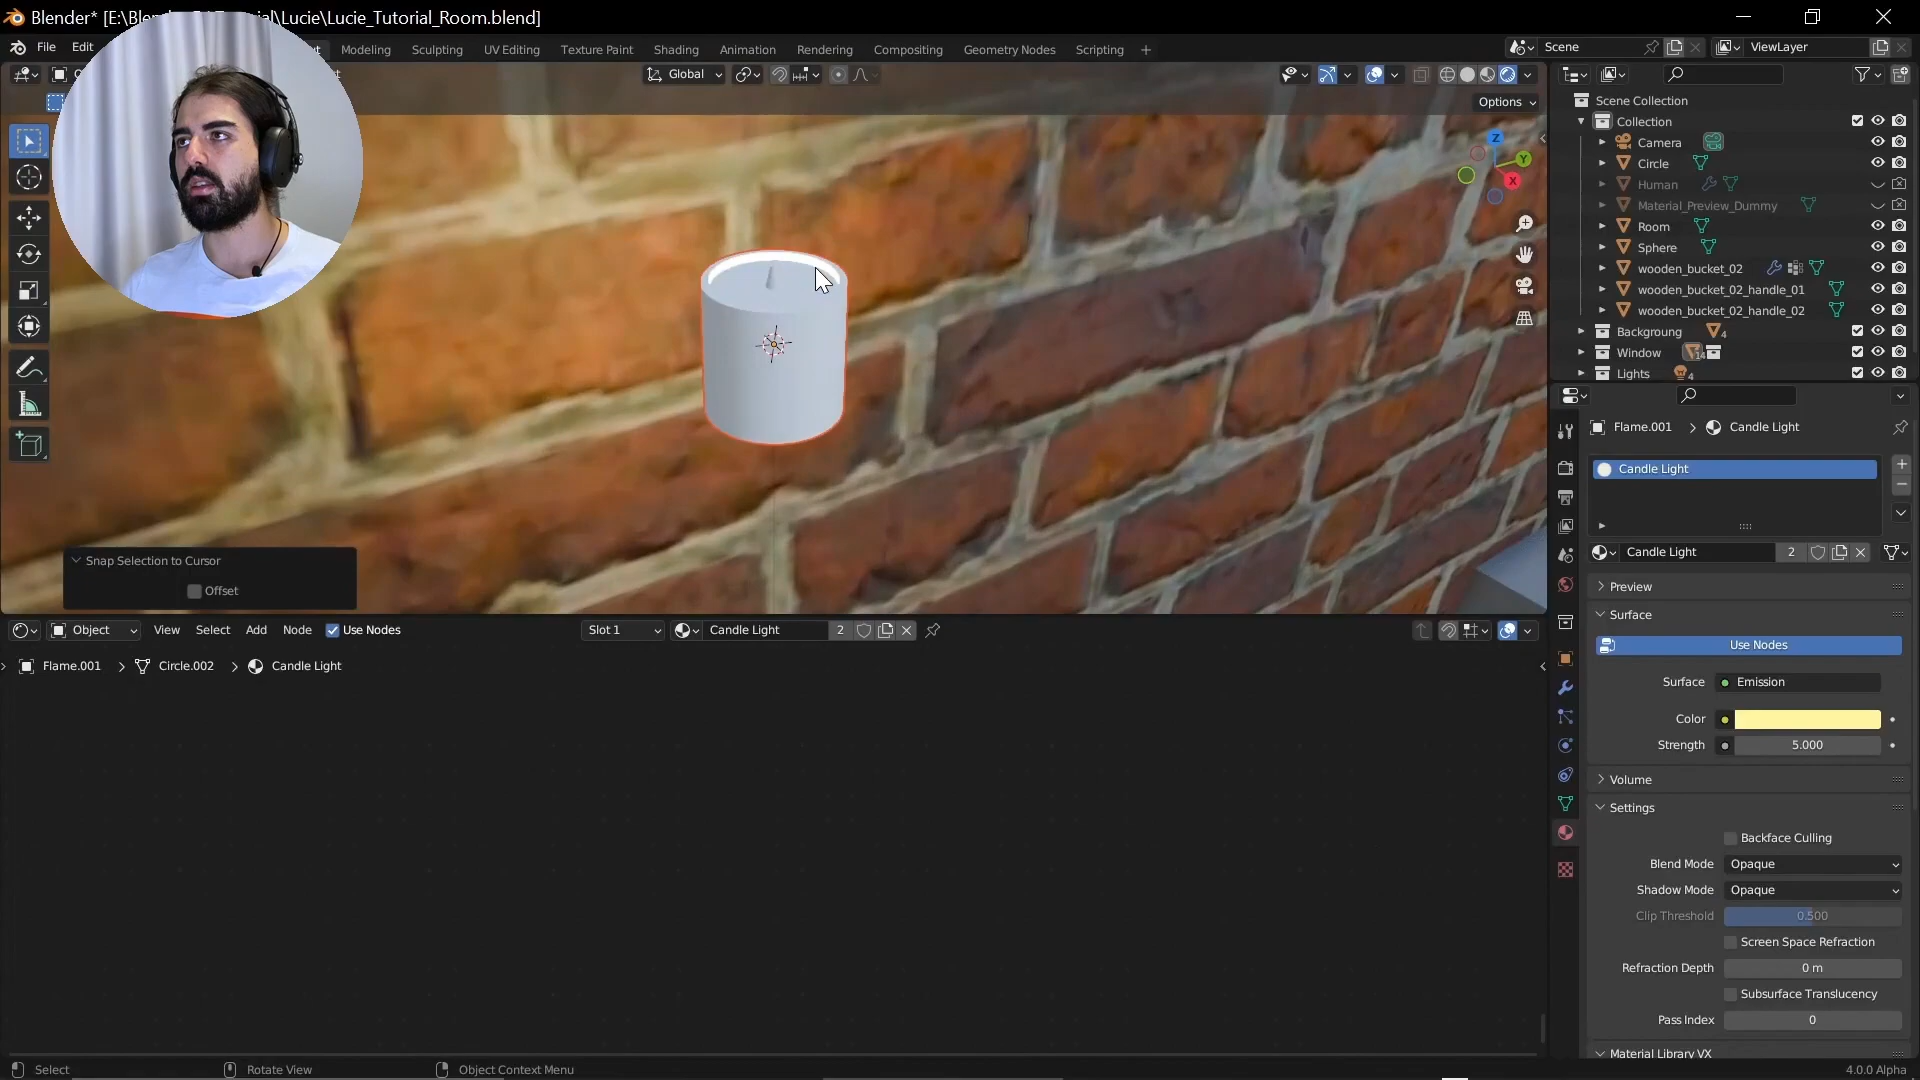 Blender* [E:\Blende
al\Lucie\Lucie_Tutorial_Room.blend]
File Edit
Modeling Sculpting UV Editing Texture Paint Shading Animation Rendering Compositing Geometry Nodes Scripting +
Scene ViewLayer
Global
Options
Z
Y
X
Scene Collection
Collection
Camera
Circle
Human
Material_Preview_Dummy
Room
Sphere
wooden_bucket_02
wooden_bucket_02_handle_01
wooden_bucket_02_handle_02
Backgroung 4
Window 14
Lights 4
Flame.001 > Candle Light
Candle Light
Candle Light 2
Preview
Surface
Use Nodes
Surface Emission
Color
Strength 5.000
Volume
Settings
Backface Culling
Blend Mode Opaque
Shadow Mode Opaque
Clip Threshold 0.500
Screen Space Refraction
Refraction Depth 0 m
Subsurface Translucency
Pass Index 0
Material Library VX
Snap Selection to Cursor
Offset
Object View Select Add Node Use Nodes Slot 1 Candle Light 2
Flame.001 > Circle.002 > Candle Light
Select Rotate View Object Context Menu 4.0.0 Alpha